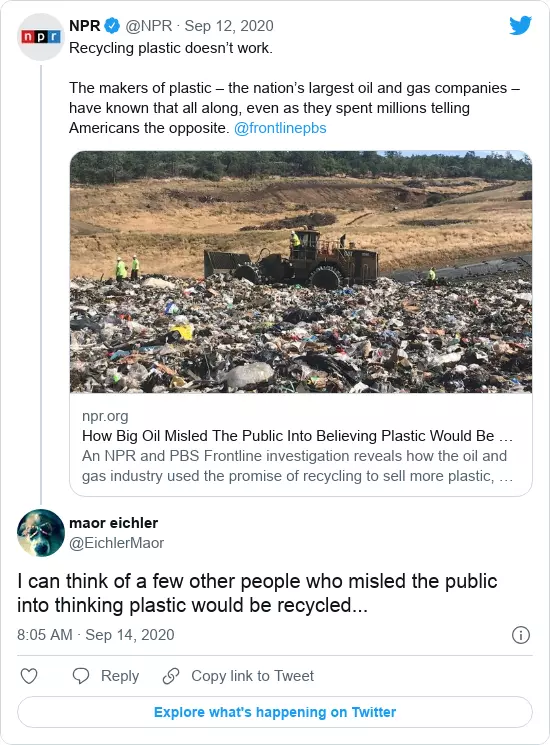 NPR @NPR · Sep 12, 2020
npr
Recycling plastic doesn’t work.
The makers of plastic – the nation’s largest oil and gas companies –
have known that all along, even as they spent millions telling
Americans the opposite. @frontlinepbs
npr.org
How Big Oil Misled The Public Into Believing Plastic Would Be …
An NPR and PBS Frontline investigation reveals how the oil and
gas industry used the promise of recycling to sell more plastic, …
maor eichler
@EichlerMaor
I can think of a few other people who misled the public
into thinking plastic would be recycled...
8:05 AM · Sep 14, 2020
Reply Copy link to Tweet
Explore what's happening on Twitter